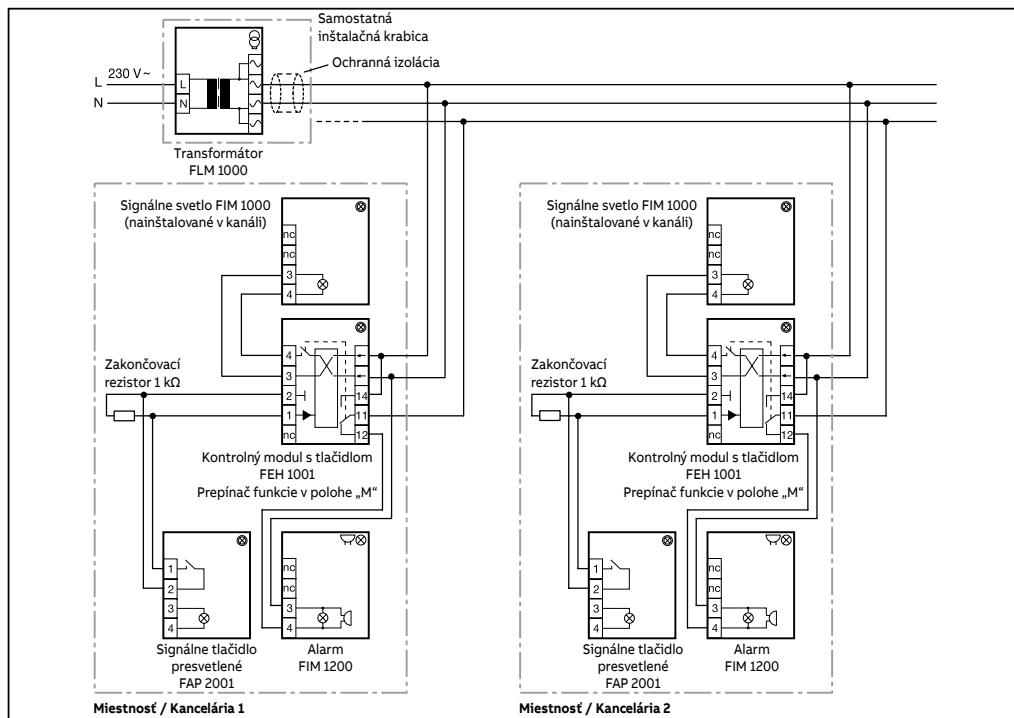 Samostatná
inštalačná krabica
Ochranná izolácia
L 230 V ~
N
L
N
Transformátor
FLM 1000
Signálne svetlo FIM 1000
(nainštalované v kanáli)
nc
nc
3
4
Zakončovací
rezistor 1 kΩ
4
3
2
1
nc
14
11
12
Kontrolný modul s tlačidlom
FEH 1001
Prepínač funkcie v polohe „M“
1
2
3
4
Signálne tlačidlo
presvetlené
FAP 2001
nc
nc
3
4
Alarm
FIM 1200
Miestnosť / Kancelária 1
Signálne svetlo FIM 1000
(nainštalované v kanáli)
nc
nc
3
4
Zakončovací
rezistor 1 kΩ
4
3
2
1
nc
14
11
12
Kontrolný modul s tlačidlom
FEH 1001
Prepínač funkcie v polohe „M“
1
2
3
4
Signálne tlačidlo
presvetlené
FAP 2001
nc
nc
3
4
Alarm
FIM 1200
Miestnosť / Kancelária 2